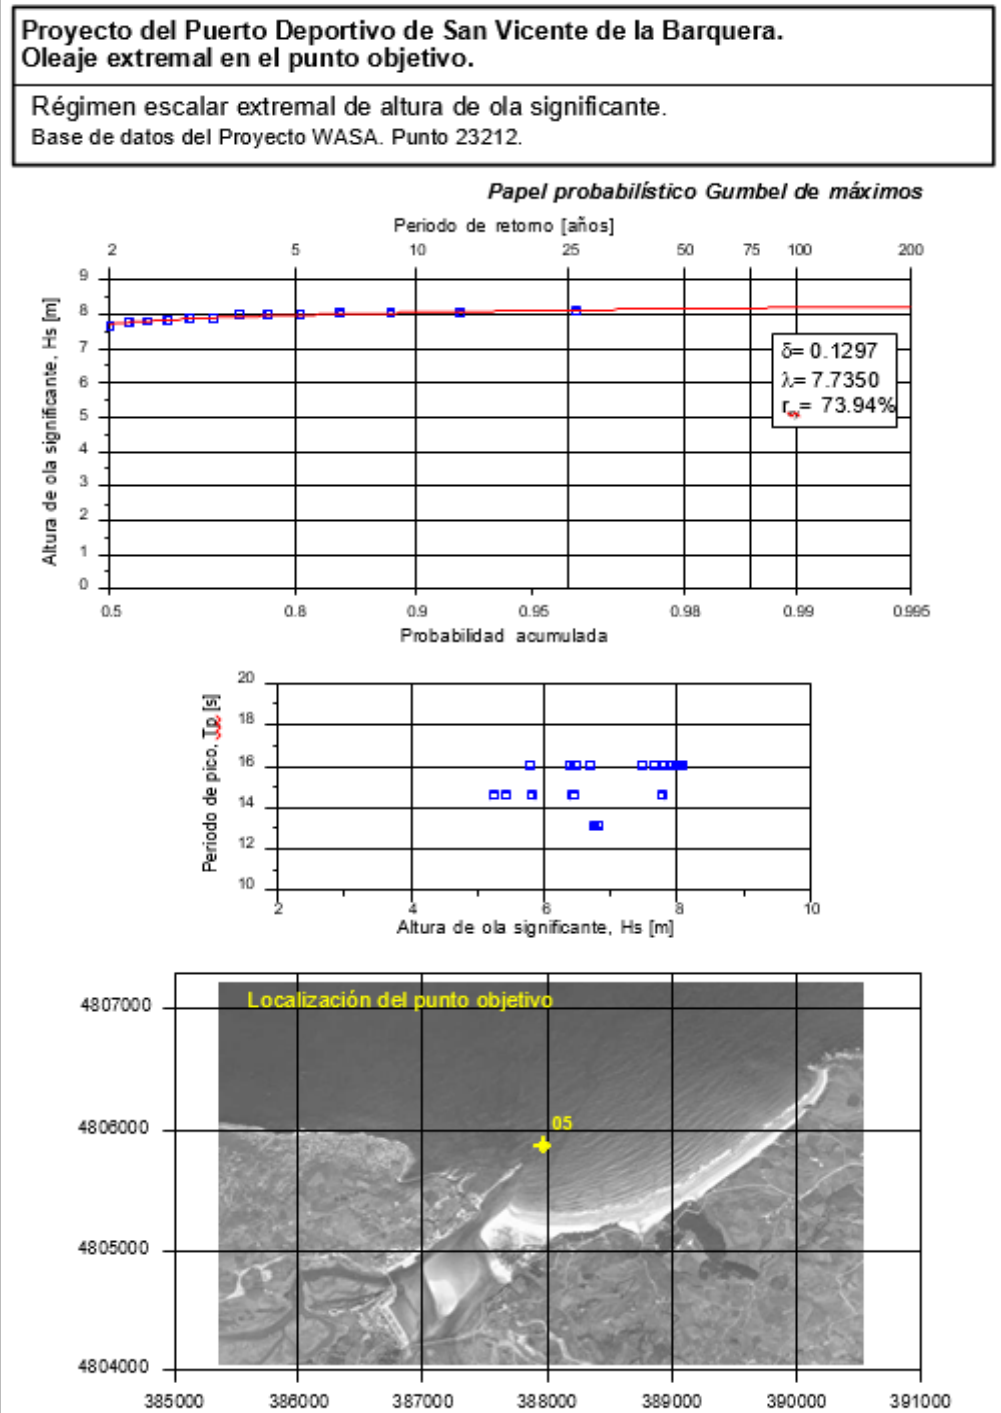 Proyecto del Puerto Deportivo de San Vicente de la Barquera.
Oleaje extremal en el punto objetivo.
Régimen escalar extremal de altura de ola significante.
Base de datos del Proyecto WASA. Punto 23212.
Papel probabilístico Gumbel de máximos
Periodo de retorno [años]
2 5 10 25 50 75 100 200
Altura de ola significante, Hs [m]
9
8
7
6
5
4
3
2
1
0
δ= 0.1297
λ= 7.7350
rxy= 73.94%
0.5 0.8 0.9 0.95 0.98 0.99 0.995
Probabilidad acumulada
Periodo de pico, Tp [s]
20
18
16
14
12
10
2 4 6 8 10
Altura de ola significante, Hs [m]
Localización del punto objetivo
05
4807000
4806000
4805000
4804000
385000 386000 387000 388000 389000 390000 391000